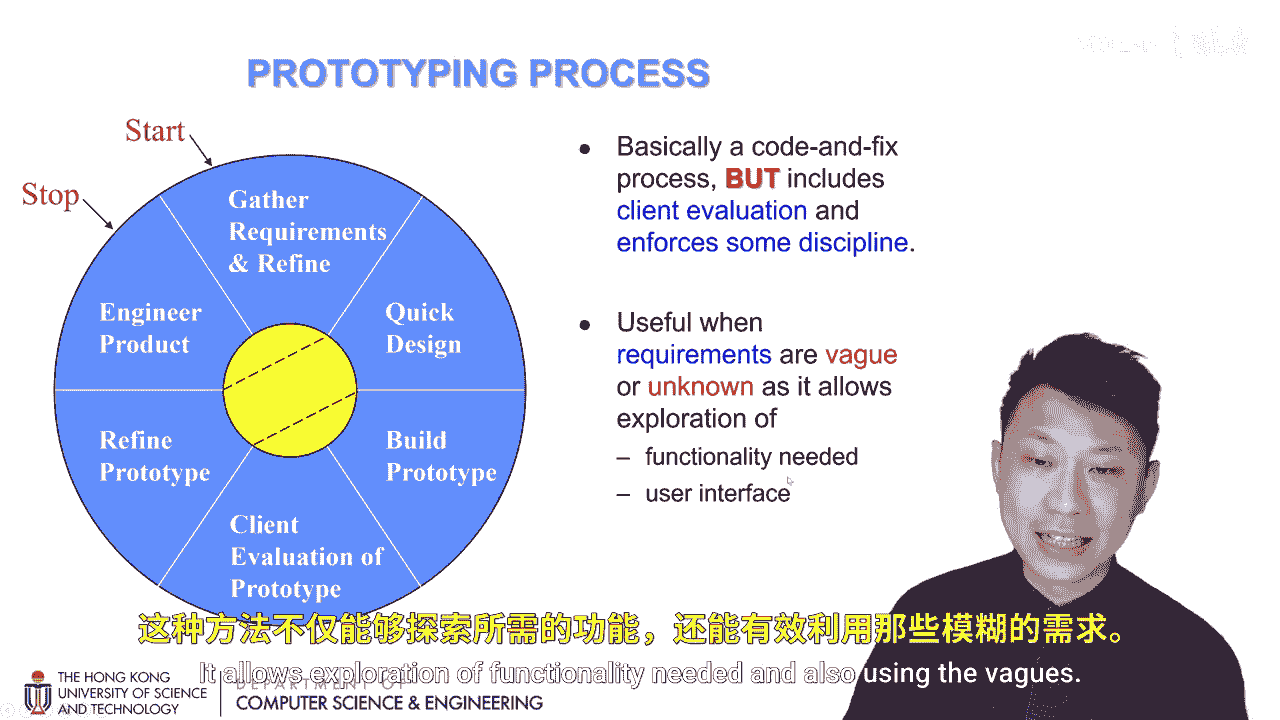 PROTOTYPING PROCESS
Start
Stop
Gather
Requirements
& Refine
Engineer
Product
Quick
Design
Refine
Prototype
Build
Prototype
Client
Evaluation of
Prototype
Basically a code-and-fix
process, BUT includes
client evaluation and
enforces some discipline.
Useful when
requirements are vague
or unknown as it allows
exploration of
– functionality needed
– user interface
这种方法不仅能够探索所需的功能，还能有效利用那些模糊的需求。
It allows exploration of functionality needed and also using the vagues.
THE HONG KONG
UNIVERSITY OF SCIENCE
AND TECHNOLOGY
DEPARTMENT OF
COMPUTER SCIENCE & ENGINEERING